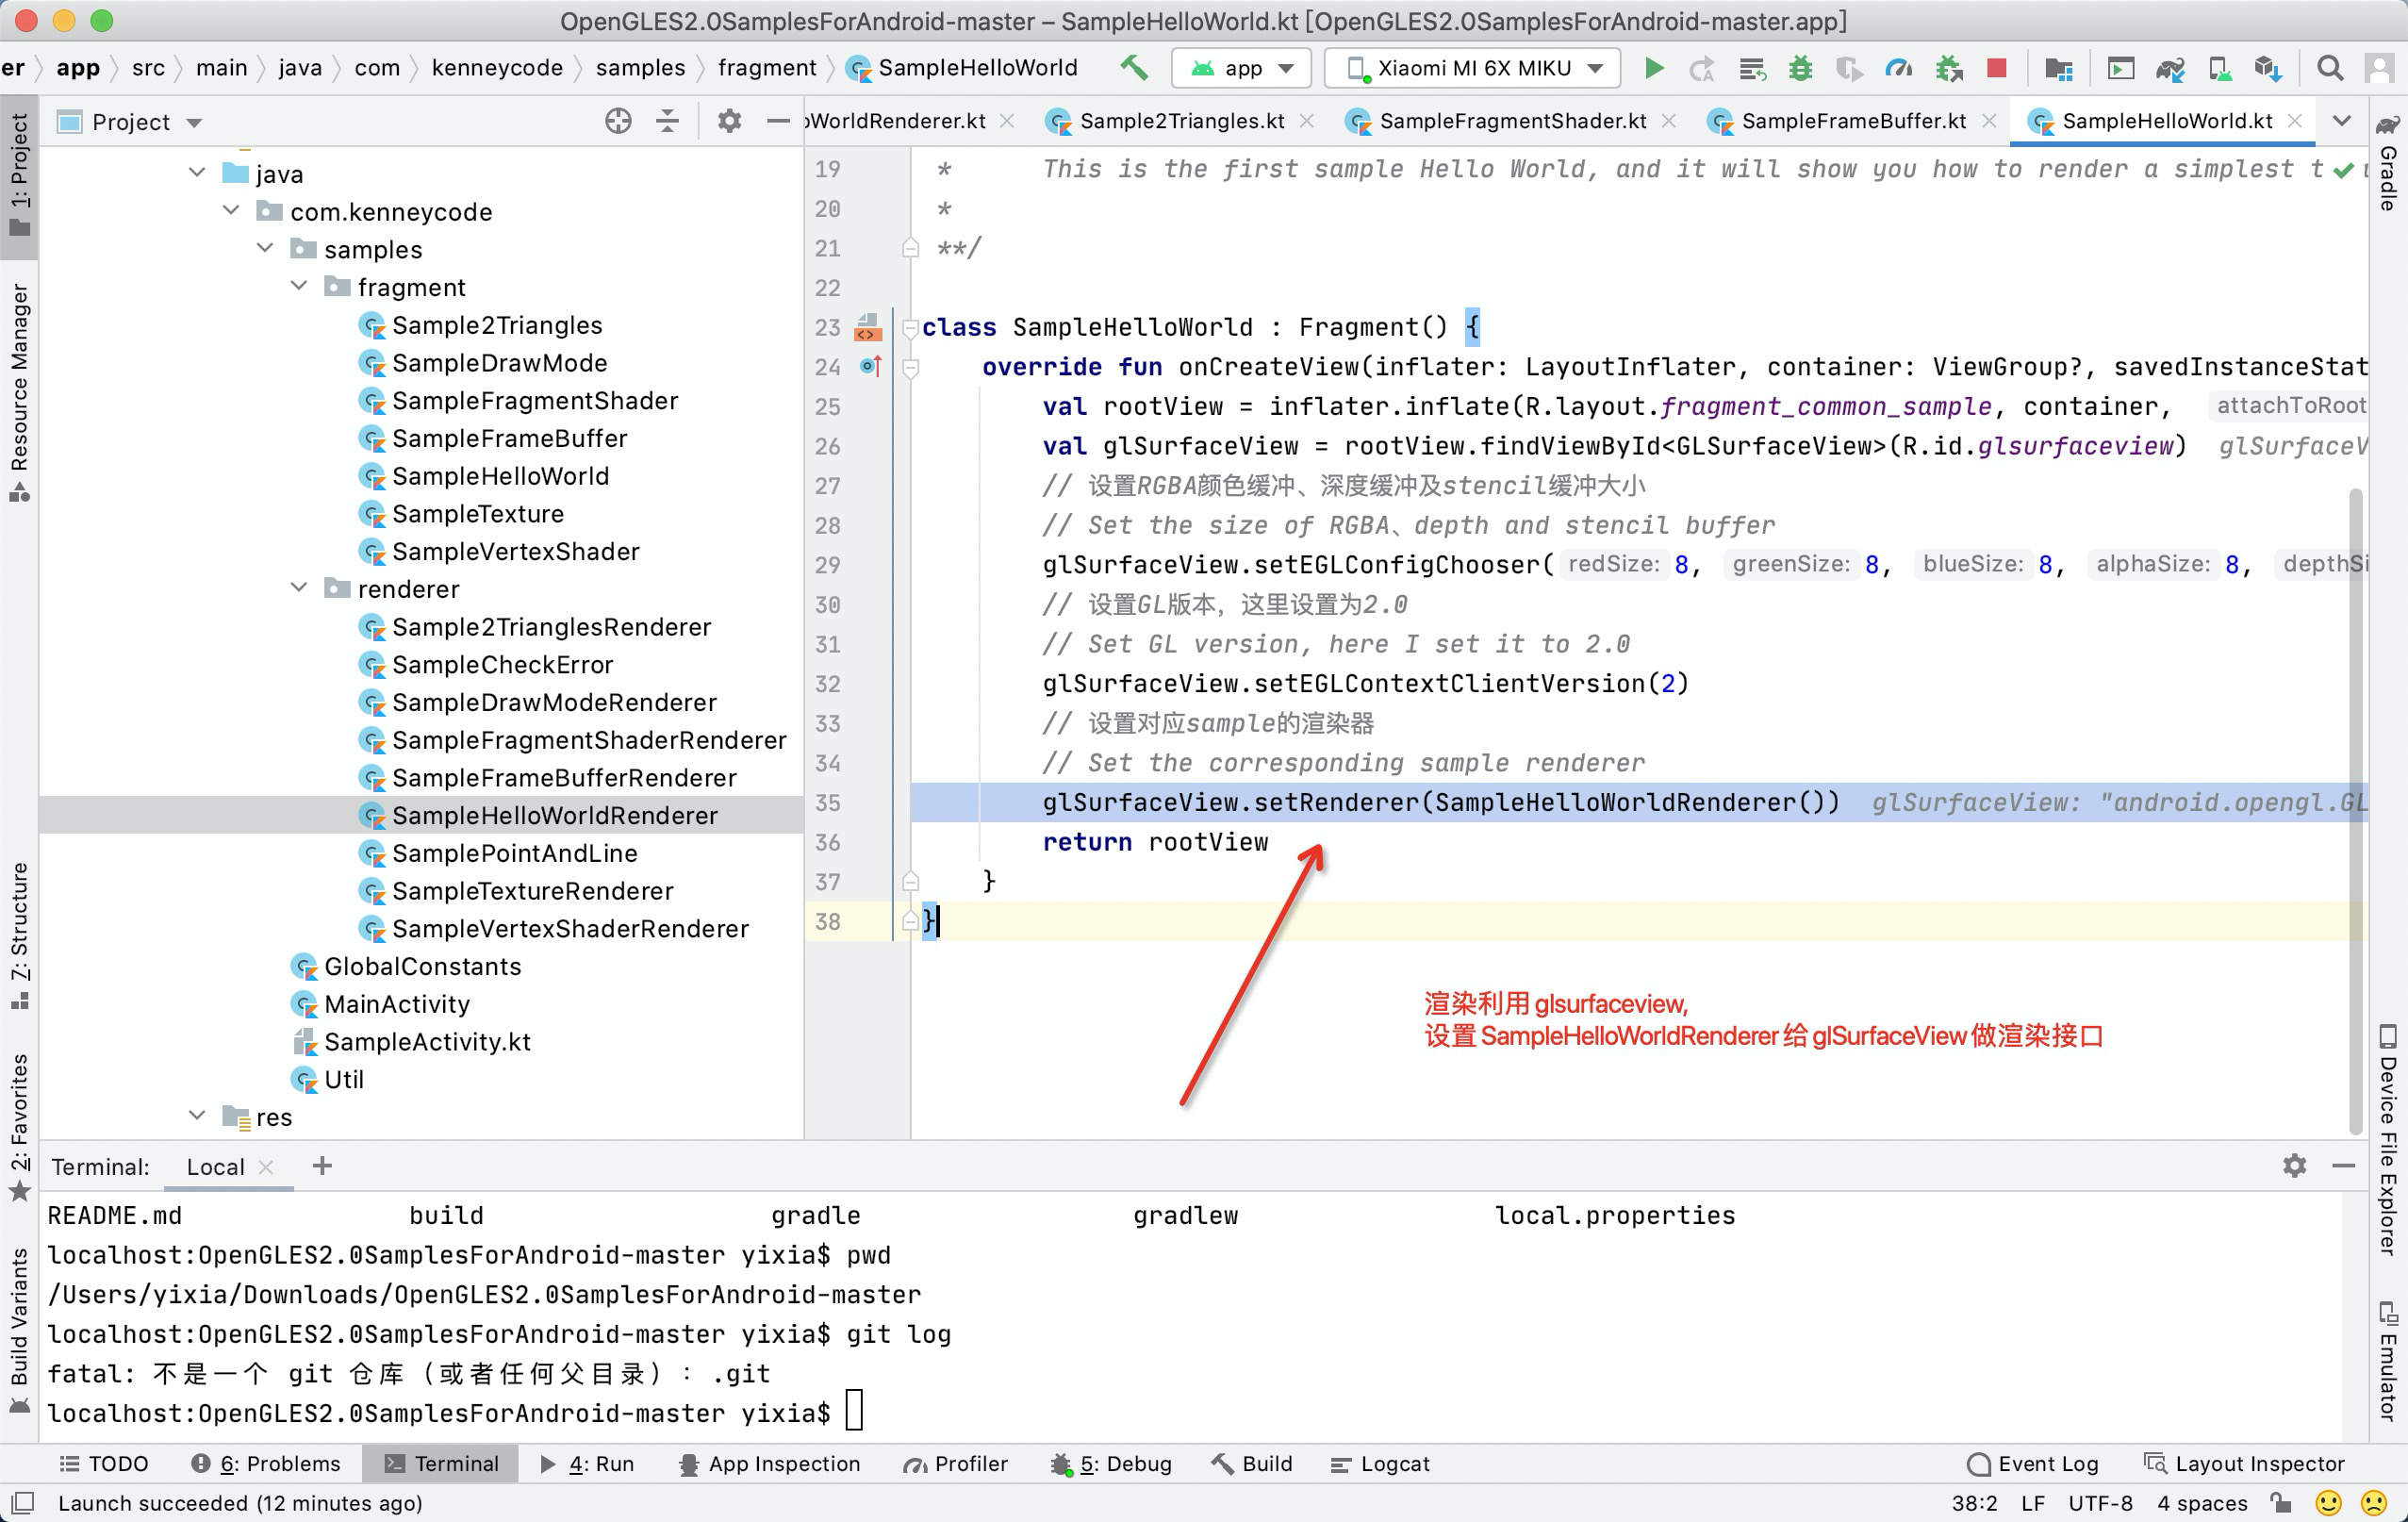 OpenGLES2.0SamplesForAndroid-master – SampleHelloWorld.kt [OpenGLES2.0SamplesForAndroid-master.app]
er app src main java com kenneycode samples fragment SampleHelloWorld app Xiaomi MI 6X MIKU
Project
WorldRenderer.kt Sample2Triangles.kt SampleFragmentShader.kt SampleFrameBuffer.kt SampleHelloWorld.kt
1: Project
Resource Manager
7: Structure
2: Favorites
Build Variants
java
com.kenneycode
samples
fragment
Sample2Triangles
SampleDrawMode
SampleFragmentShader
SampleFrameBuffer
SampleHelloWorld
SampleTexture
SampleVertexShader
renderer
Sample2TrianglesRenderer
SampleCheckError
SampleDrawModeRenderer
SampleFragmentShaderRenderer
SampleFrameBufferRenderer
SampleHelloWorldRenderer
SamplePointAndLine
SampleTextureRenderer
SampleVertexShaderRenderer
GlobalConstants
MainActivity
SampleActivity.kt
Util
res
19 * This is the first sample Hello World, and it will show you how to render a simplest t
20 *
21 **/
22
23 class SampleHelloWorld : Fragment() {
24 override fun onCreateView(inflater: LayoutInflater, container: ViewGroup?, savedInstanceStat
25 val rootView = inflater.inflate(R.layout.fragment_common_sample, container, attachToRoot
26 val glSurfaceView = rootView.findViewById<GLSurfaceView>(R.id.glsurfaceview) glSurfaceV
27 // 设置RGBA颜色缓冲、深度缓冲及stencil缓冲大小
28 // Set the size of RGBA、depth and stencil buffer
29 glSurfaceView.setEGLConfigChooser( redSize: 8, greenSize: 8, blueSize: 8, alphaSize: 8, depthSi
30 // 设置GL版本，这里设置为2.0
31 // Set GL version, here I set it to 2.0
32 glSurfaceView.setEGLContextClientVersion(2)
33 // 设置对应sample的渲染器
34 // Set the corresponding sample renderer
35 glSurfaceView.setRenderer(SampleHelloWorldRenderer()) glSurfaceView: "android.opengl.GL
36 return rootView
37 }
38 }
渲染利用 glsurfaceview,
设置 SampleHelloWorldRenderer 给 glSurfaceView 做渲染接口
Gradle
Device File Explorer
Emulator
Terminal: Local
README.md build gradle gradlew local.properties
localhost:OpenGLES2.0SamplesForAndroid-master yixia$ pwd
/Users/yixia/Downloads/OpenGLES2.0SamplesForAndroid-master
localhost:OpenGLES2.0SamplesForAndroid-master yixia$ git log
fatal: 不是一个 git 仓库（或者任何父目录）：.git
localhost:OpenGLES2.0SamplesForAndroid-master yixia$
TODO 6: Problems Terminal 4: Run App Inspection Profiler 5: Debug Build Logcat Event Log Layout Inspector
Launch succeeded (12 minutes ago) 38:2 LF UTF-8 4 spaces